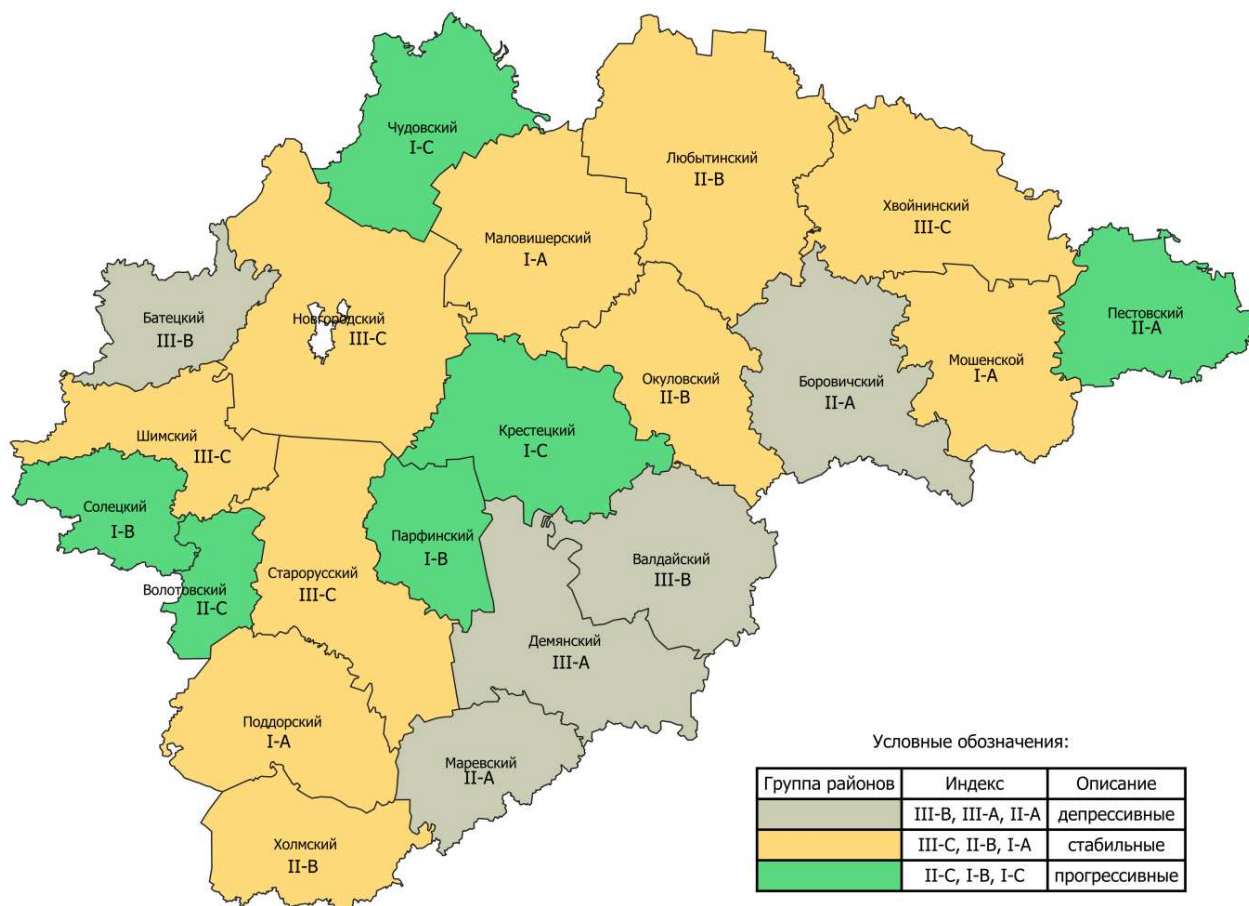 Чудовский
I-C
Любытинский
II-B
Хвойнинский
III-C
Маловишерский
I-A
Батецкий
III-B
Новгородский
III-C
Пестовский
II-A
Мошенской
I-A
Боровичский
II-A
Окуловский
II-B
Крестецкий
I-C
Шимский
III-C
Солецкий
I-B
Парфинский
I-B
Валдайский
III-B
Волотовский
II-C
Старорусский
III-C
Демянский
III-A
Поддорский
I-A
Маревский
II-A
Холмский
II-B
Условные обозначения:
Группа районов Индекс Описание
III-B, III-A, II-A депрессивные
III-C, II-B, I-A стабильные
II-C, I-B, I-C прогрессивные